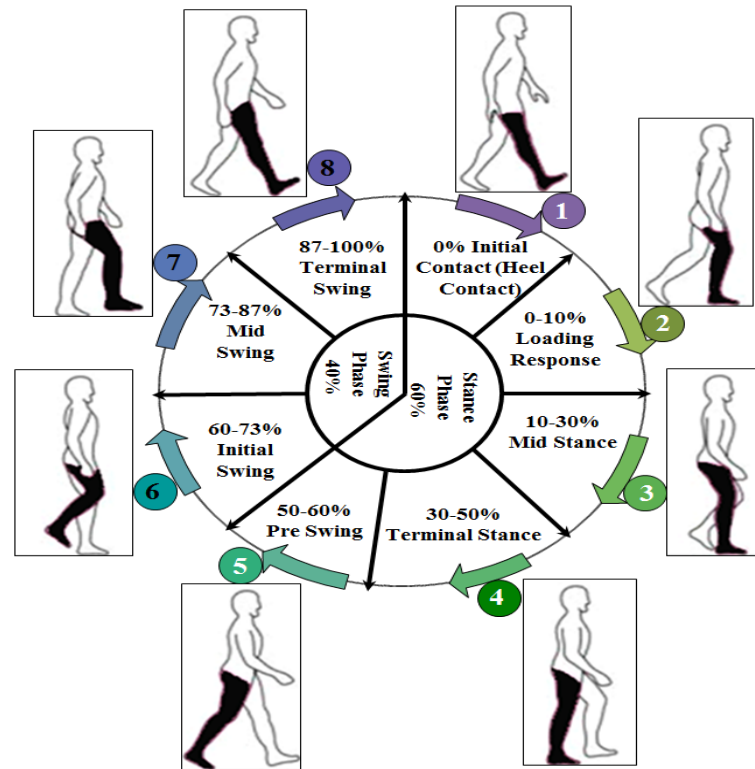 8
1
87-100%
Terminal
Swing
0% Initial
Contact (Heel
Contact)
7
2
73-87%
Mid
Swing
0-10%
Loading
Response
Swing
Phase
40%
Stance
Phase
60%
60-73%
Initial
Swing
10-30%
Mid Stance
6
3
50-60%
Pre Swing
30-50%
Terminal Stance
5
4